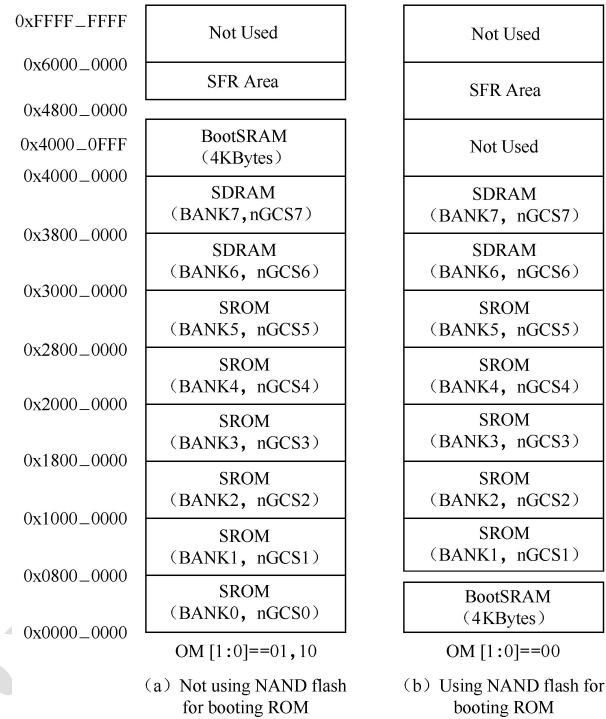 0xFFFF_FFFF
0x6000_0000
0x4800_0000
0x4000_0FFF
0x4000_0000
0x3800_0000
0x3000_0000
0x2800_0000
0x2000_0000
0x1800_0000
0x1000_0000
0x0800_0000
0x0000_0000
Not Used
SFR Area
BootSRAM
(4KBytes)
SDRAM
(BANK7,nGCS7)
SDRAM
(BANK6, nGCS6)
SROM
(BANK5, nGCS5)
SROM
(BANK4, nGCS4)
SROM
(BANK3, nGCS3)
SROM
(BANK2, nGCS2)
SROM
(BANK1, nGCS1)
SROM
(BANK0, nGCS0)
OM [1:0]==01,10
(a) Not using NAND flash
for booting ROM
Not Used
SFR Area
Not Used
SDRAM
(BANK7, nGCS7)
SDRAM
(BANK6, nGCS6)
SROM
(BANK5, nGCS5)
SROM
(BANK4, nGCS4)
SROM
(BANK3, nGCS3)
SROM
(BANK2, nGCS2)
SROM
(BANK1, nGCS1)
BootSRAM
(4KBytes)
OM [1:0]==00
(b) Using NAND flash for
booting ROM